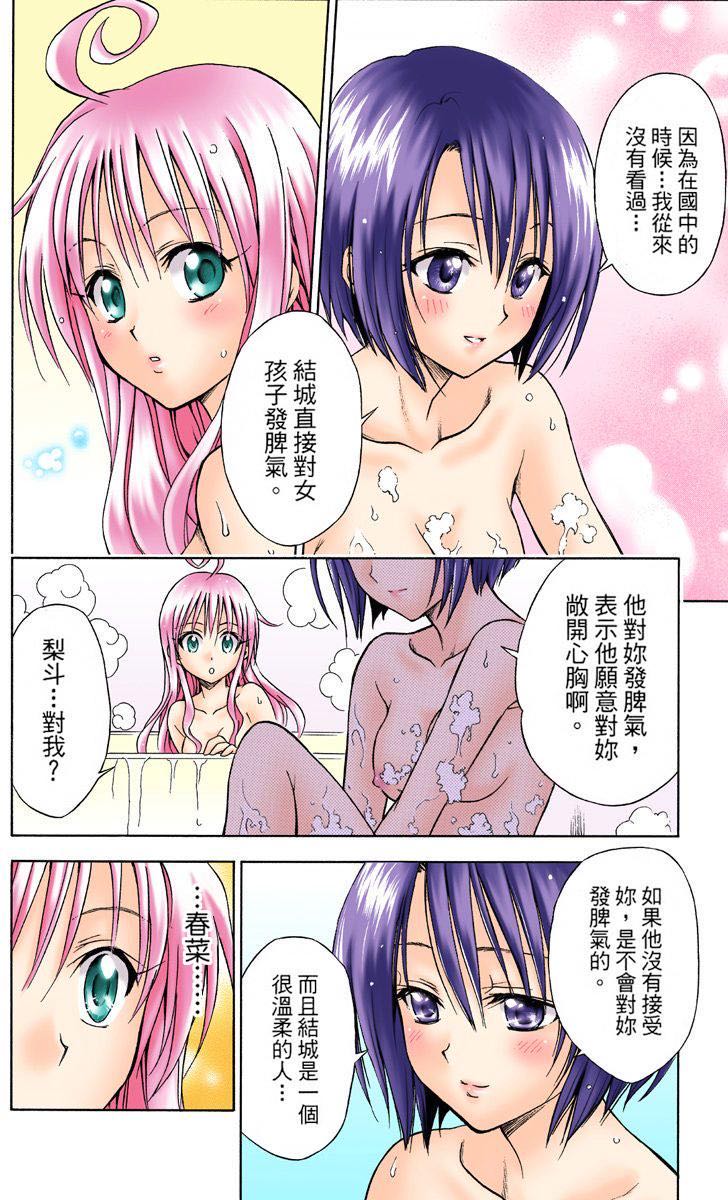 因為在國中的
時候…我從來
沒有看過…
結城直接對女
孩子發脾氣。
他對妳發脾氣，
表示他願意對妳
敞開心胸啊。
梨斗…對我？
如果他沒有接受
妳，是不會對妳
發脾氣的。
而且結城是一個
很溫柔的人…
……春菜……